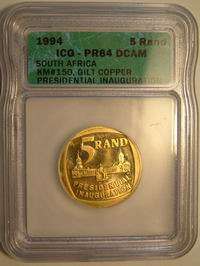 1994 5 Rand
ICG - PR64 DCAM
SOUTH AFRICA
KM#150, GILT COPPER
PRESIDENTIAL INAUGURATION
5 RAND
PRESIDENTIAL
INAUGURATION